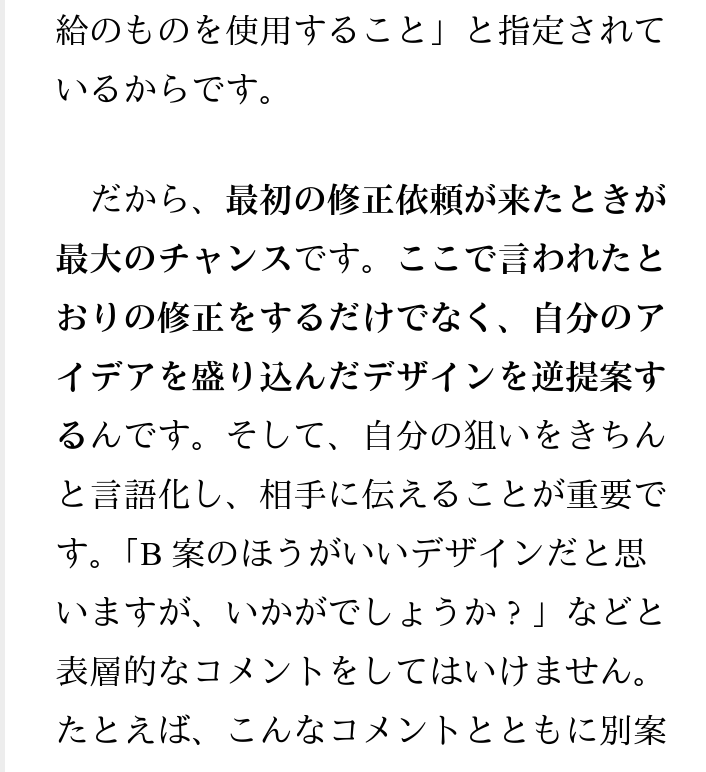 給のものを使用すること」と指定されて
いるからです。
　だから、最初の修正依頼が来たときが
最大のチャンスです。ここで言われたと
おりの修正をするだけでなく、自分のア
イデアを盛り込んだデザインを逆提案す
るんです。そして、自分の狙いをきちん
と言語化し、相手に伝えることが重要で
す。「B 案のほうがいいデザインだと思
いますが、いかがでしょうか？」などと
表層的なコメントをしてはいけません。
たとえば、こんなコメントとともに別案